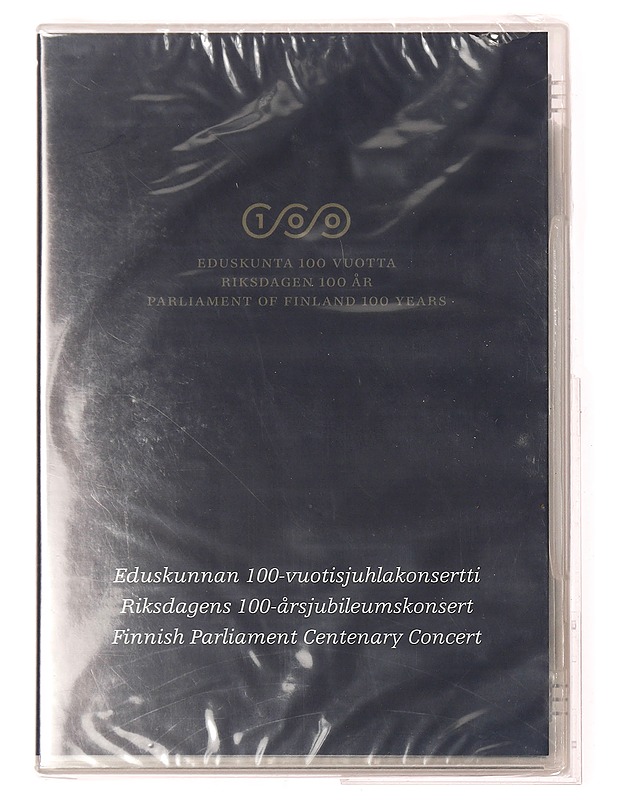 100
EDUSKUNTA 100 VUOTTA
RIKSDAGEN 100 ÅR
PARLIAMENT OF FINLAND 100 YEARS
Eduskunnan 100-vuotisjuhlakonsertti
Riksdagens 100-årsjubileumskonsert
Finnish Parliament Centenary Concert